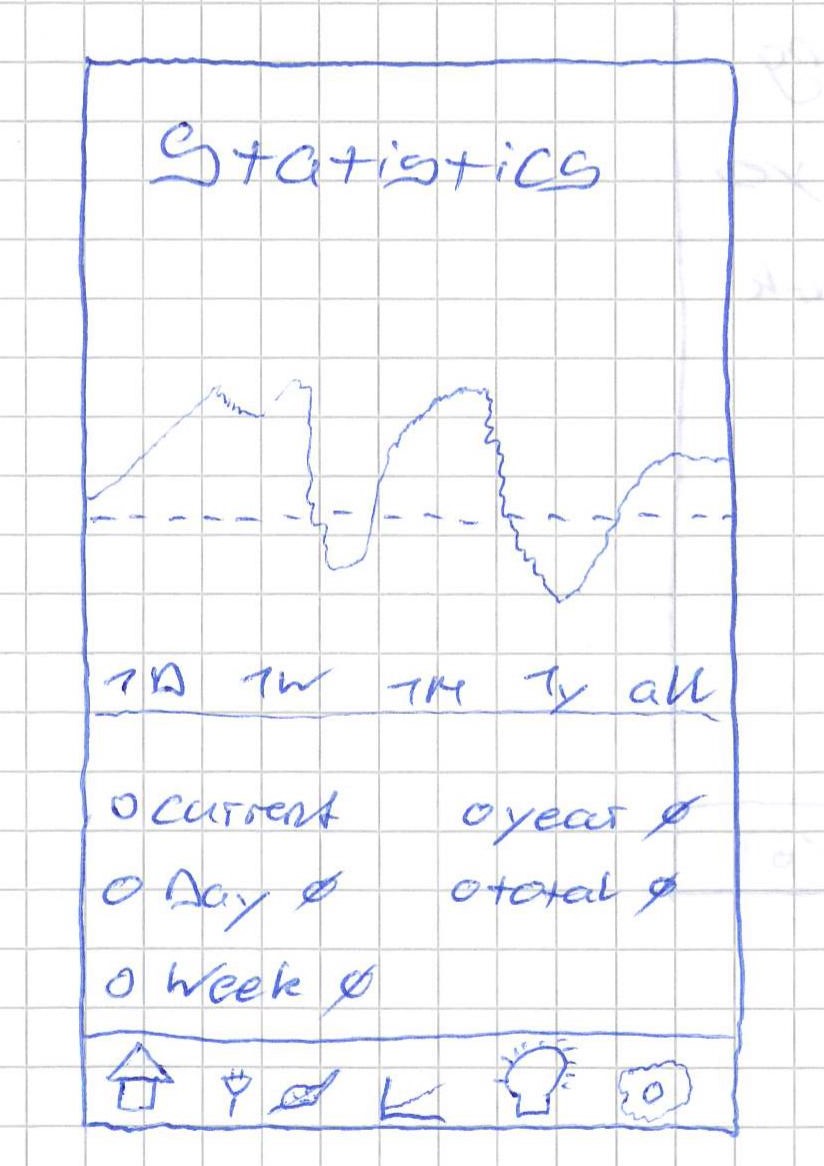 Statistics
1D 1W 1M 1y all
O current O year Ø
O Day Ø O total Ø
O Week Ø